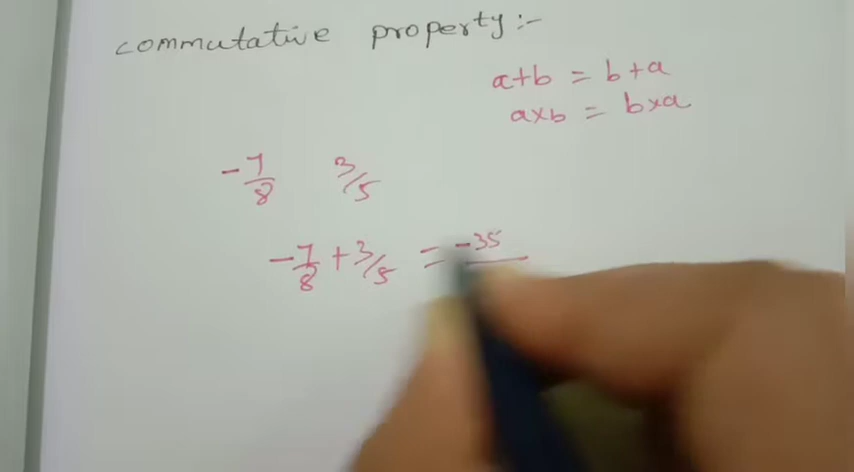 commutative property :-
a+b = b+a
a×b = b×a
-7/8 3/5
-7/8 + 3/5 = -35